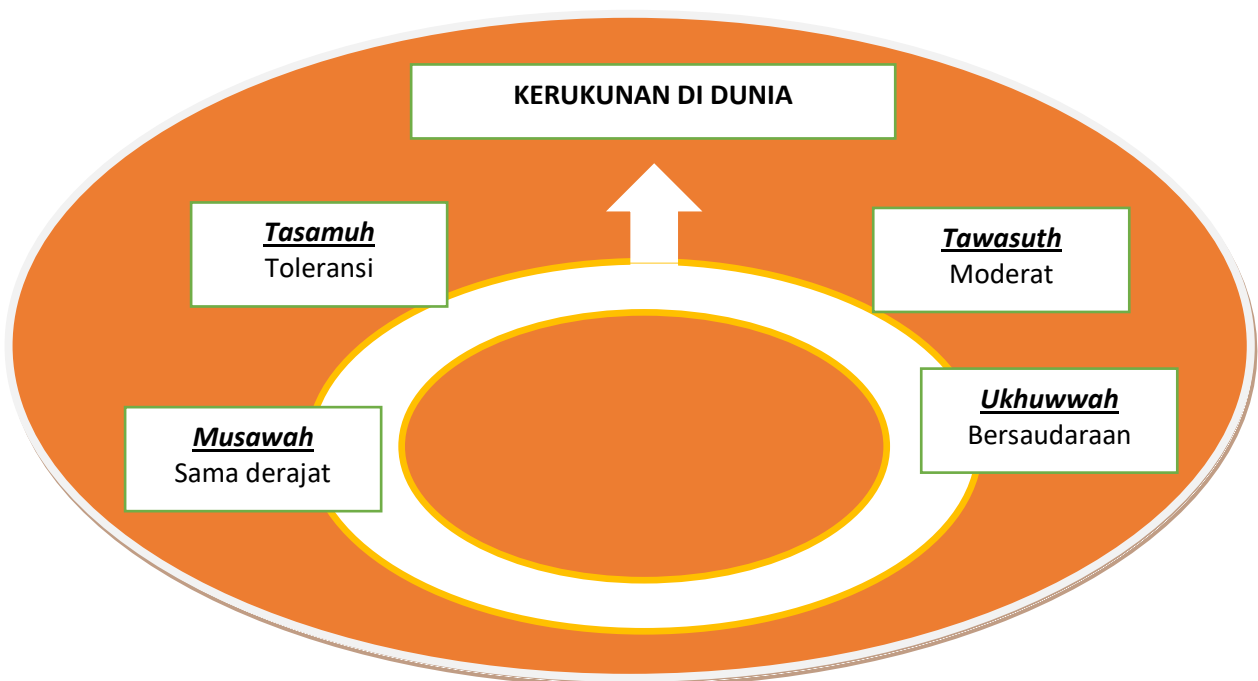 KERUKUNAN DI DUNIA
Tasamuh
Toleransi
Tawasuth
Moderat
Musawah
Sama derajat
Ukhuwwah
Bersaudaraan